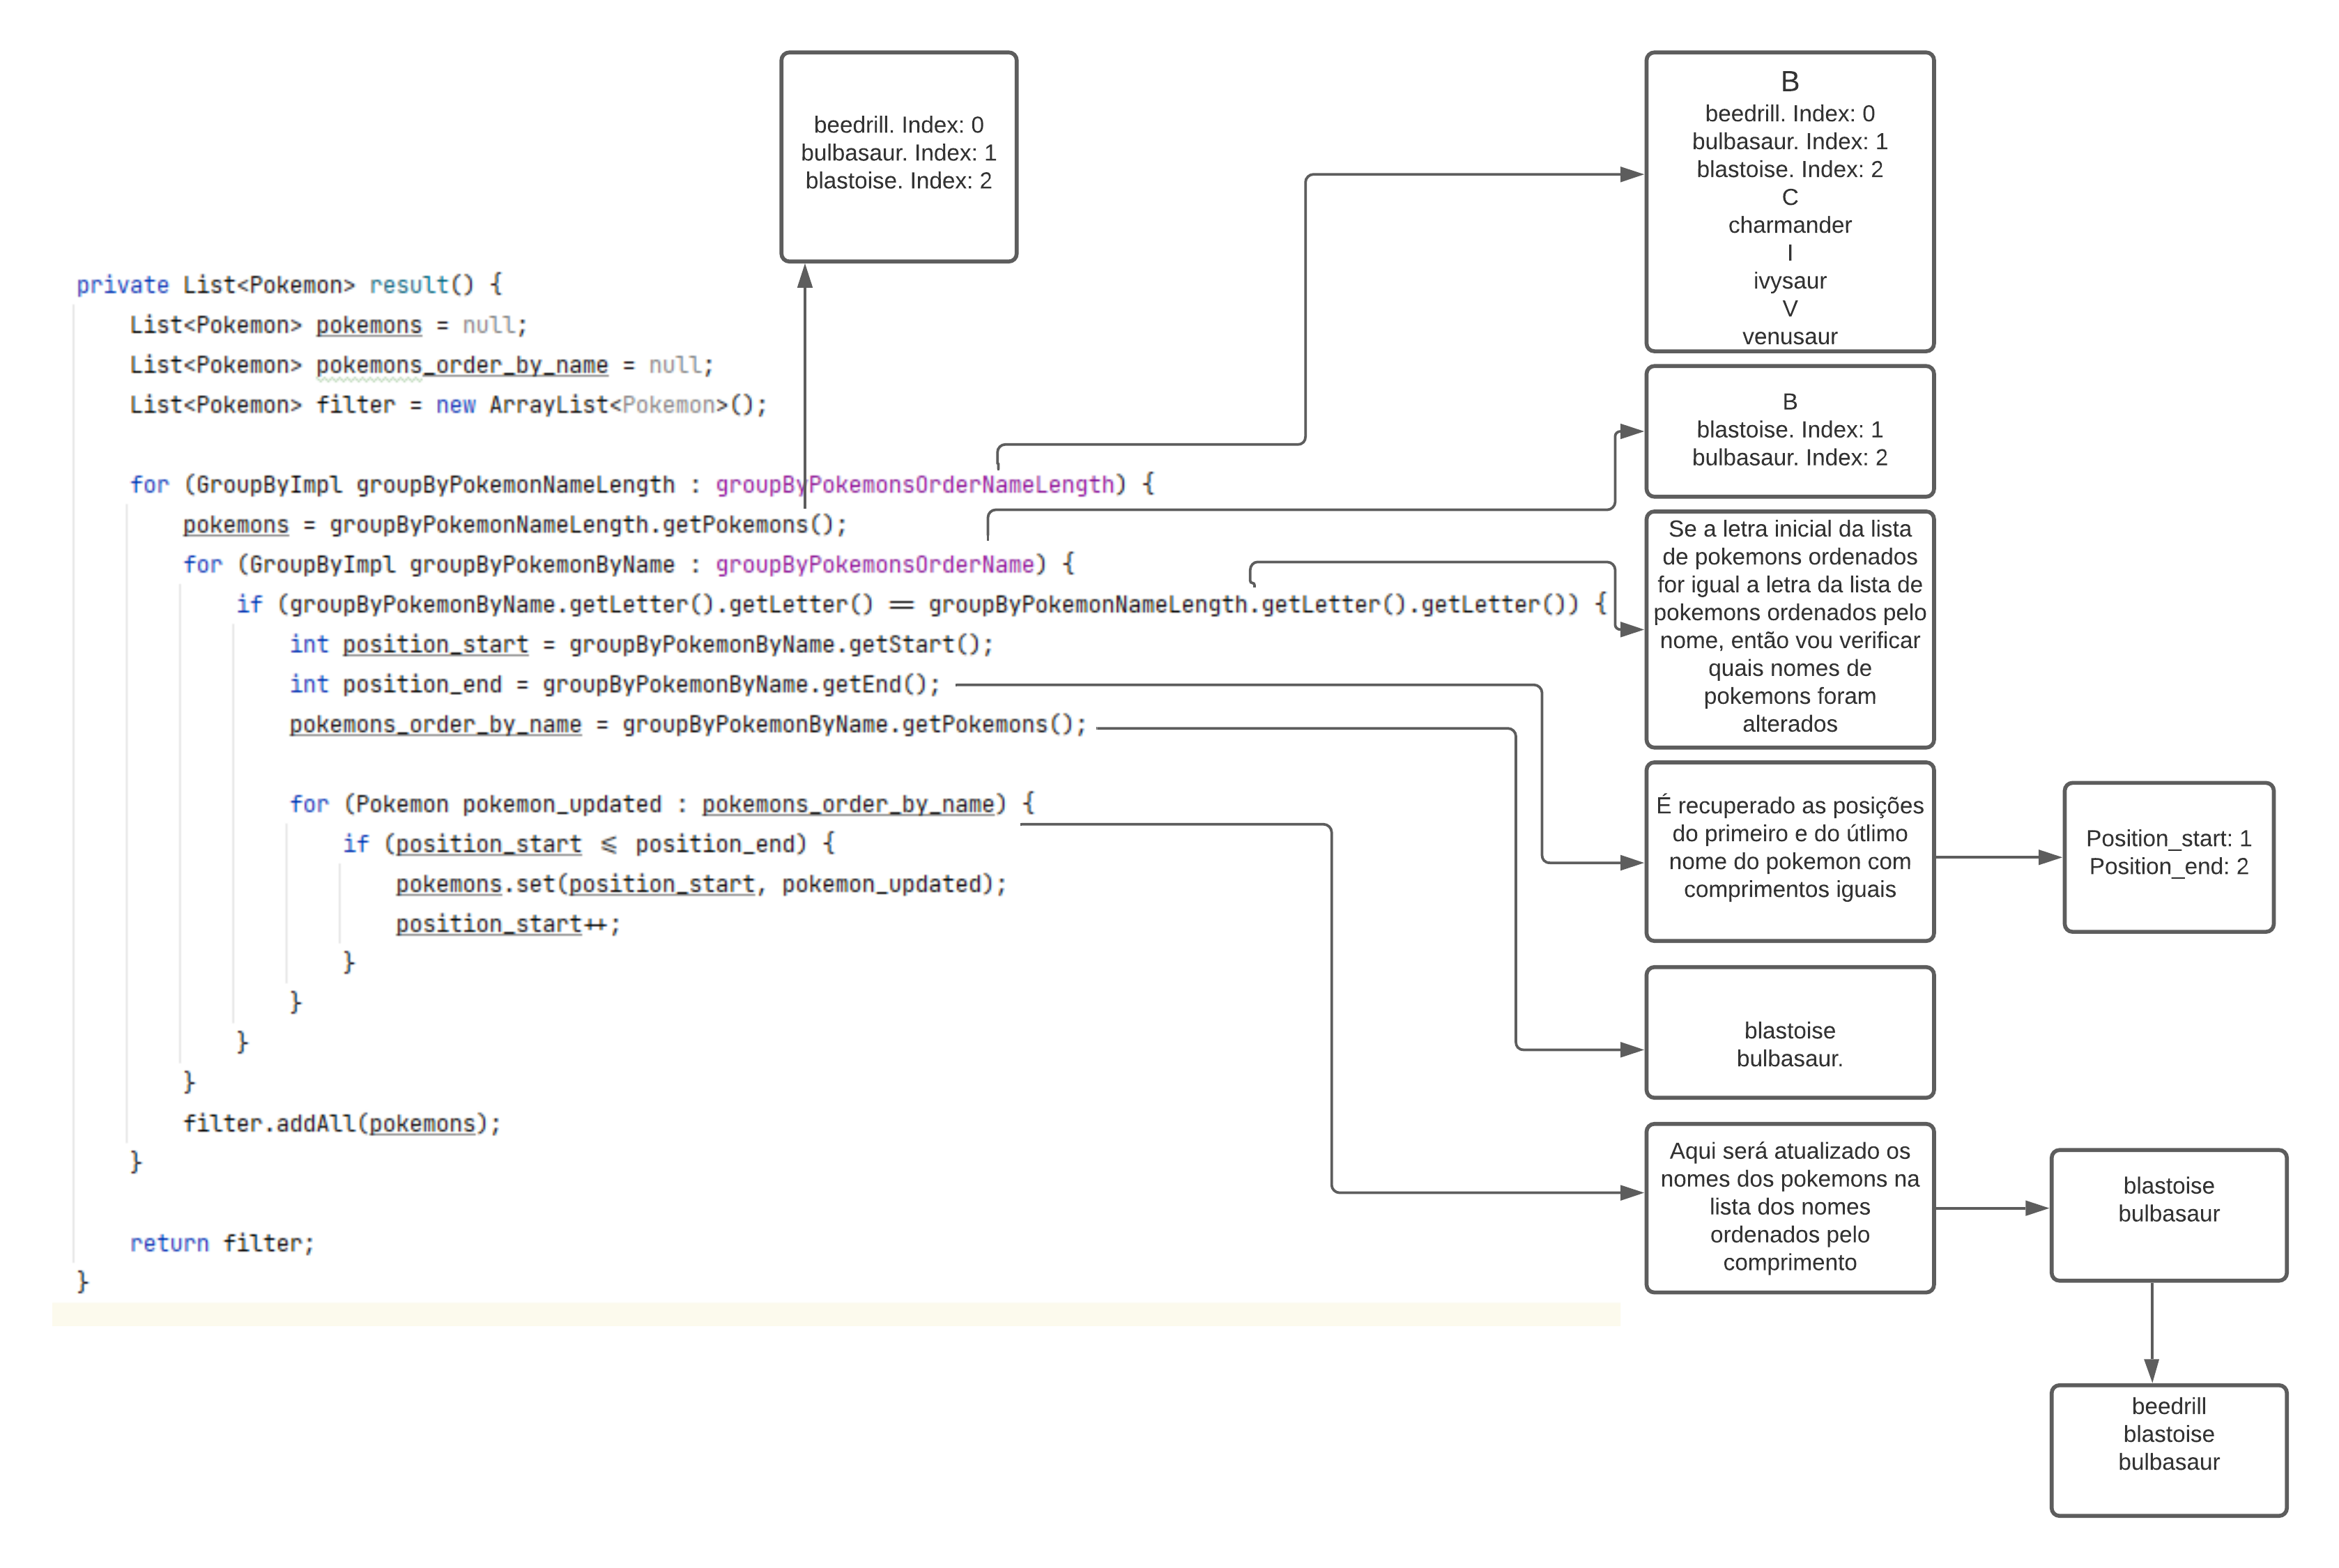 beedrill. Index: 0
bulbasaur. Index: 1
blastoise. Index: 2
private List<Pokemon> result() {
List<Pokemon> pokemons = null;
List<Pokemon> pokemons_order_by_name = null;
List<Pokemon> filter = new ArrayList<Pokemon>();
for (GroupByImpl groupByPokemonNameLength : groupByPokemonsOrderNameLength) {
pokemons = groupByPokemonNameLength.getPokemons();
for (GroupByImpl groupByPokemonByName : groupByPokemonsOrderName) {
if (groupByPokemonByName.getLetter().getLetter() == groupByPokemonNameLength.getLetter().getLetter()) {
int position_start = groupByPokemonByName.getStart();
int position_end = groupByPokemonByName.getEnd();
pokemons_order_by_name = groupByPokemonByName.getPokemons();
for (Pokemon pokemon_updated : pokemons_order_by_name) {
if (position_start <= position_end) {
pokemons.set(position_start, pokemon_updated);
position_start++;
}
}
}
}
filter.addAll(pokemons);
}
return filter;
}
B
beedrill. Index: 0
bulbasaur. Index: 1
blastoise. Index: 2
C
charmander
I
ivysaur
V
venusaur
B
blastoise. Index: 1
bulbasaur. Index: 2
Se a letra inicial da lista
de pokemons ordenados
for igual a letra da lista de
pokemons ordenados pelo
nome, então vou verificar
quais nomes de
pokemons foram
alterados
É recuperado as posições
do primeiro e do útlimo
nome do pokemon com
comprimentos iguais
Position_start: 1
Position_end: 2
blastoise
bulbasaur.
Aqui será atualizado os
nomes dos pokemons na
lista dos nomes
ordenados pelo
comprimento
blastoise
bulbasaur
beedrill
blastoise
bulbasaur